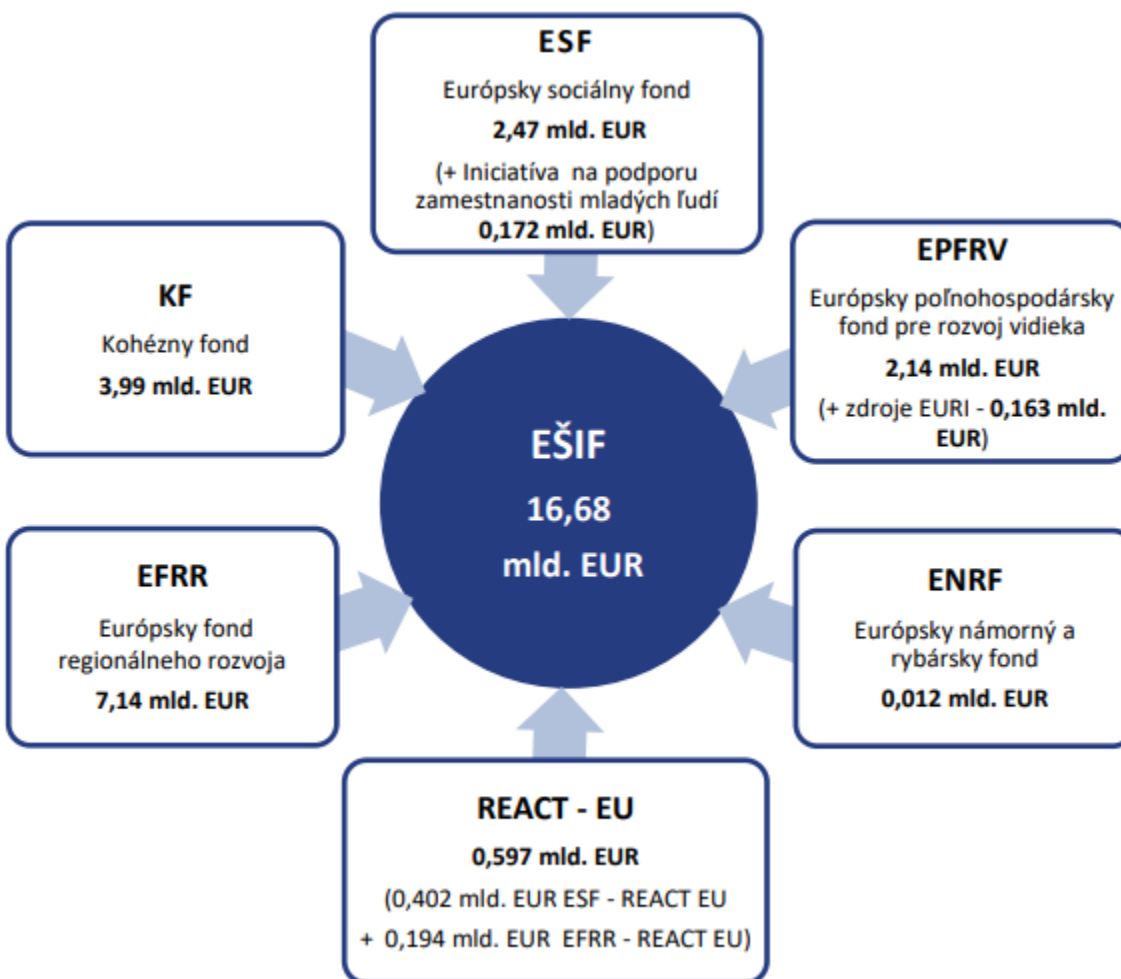 ESF
Európsky sociálny fond
2,47 mld. EUR
(+ Iniciatíva na podporu
zamestnanosti mladých ľudí
0,172 mld. EUR)
KF
Kohézny fond
3,99 mld. EUR
EPFRV
Európsky poľnohospodársky
fond pre rozvoj vidieka
2,14 mld. EUR
(+ zdroje EURI - 0,163 mld.
EUR)
EŠIF
16,68
mld. EUR
EFRR
Európsky fond
regionálneho rozvoja
7,14 mld. EUR
ENRF
Európsky námorný a
rybársky fond
0,012 mld. EUR
REACT - EU
0,597 mld. EUR
(0,402 mld. EUR ESF - REACT EU
+ 0,194 mld. EUR EFRR - REACT EU)